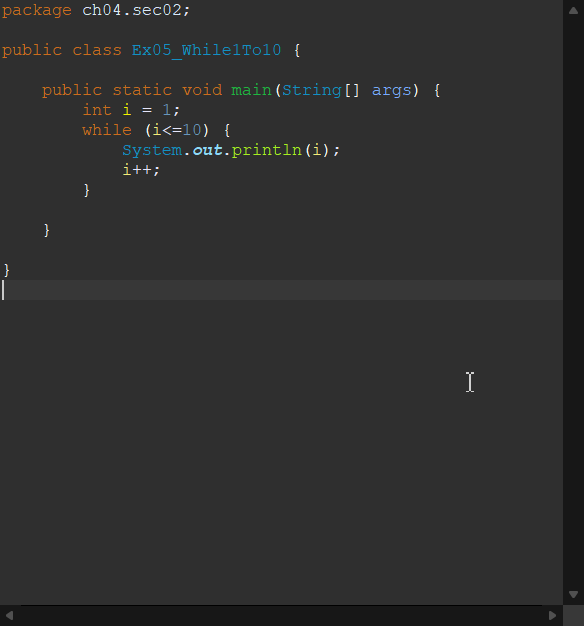 package ch04.sec02;
public class Ex05_While1To10 {
public static void main(String[] args) {
int i = 1;
while (i<=10) {
System.out.println(i);
i++;
}
}
}